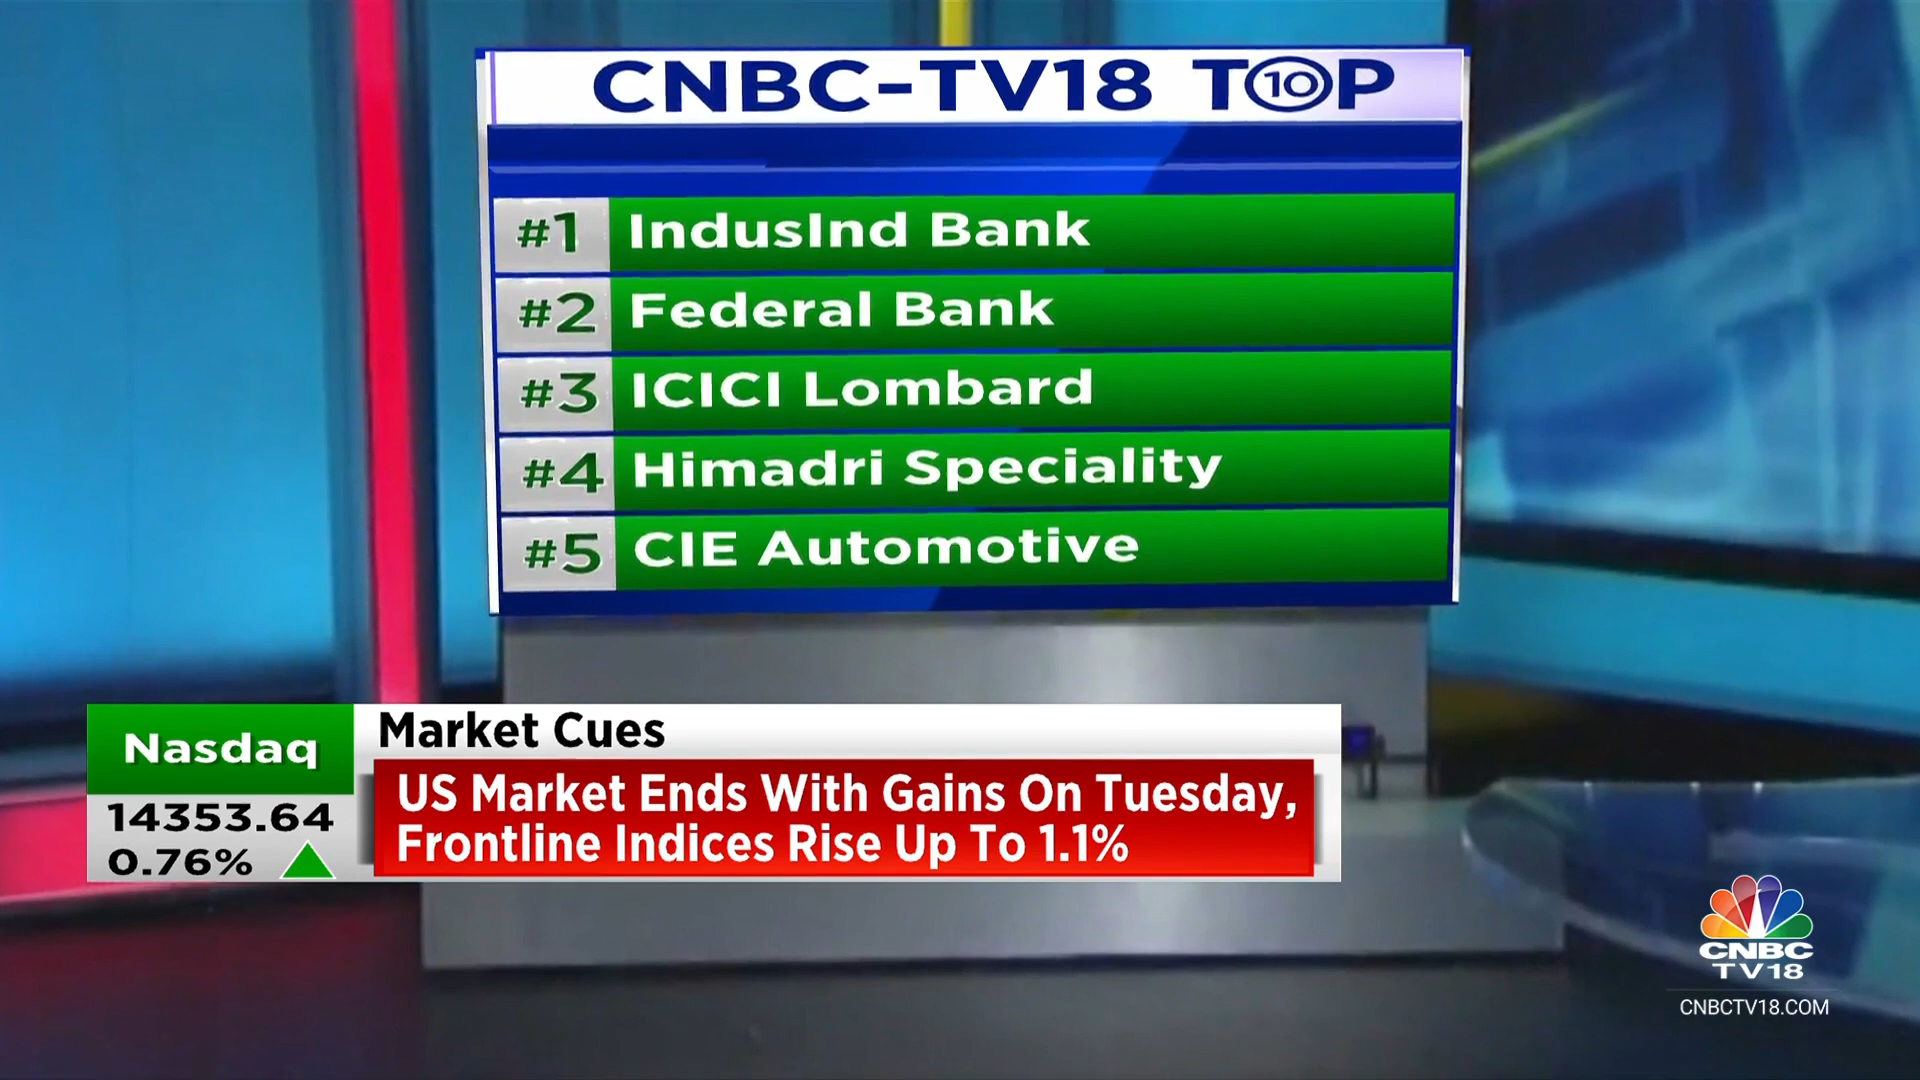 CNBC-TV18 TOP
10
#1 IndusInd Bank
#2 Federal Bank
#3 ICICI Lombard
#4 Himadri Speciality
#5 CIE Automotive
Nasdaq
14353.64
0.76%
Market Cues
US Market Ends With Gains On Tuesday,
Frontline Indices Rise Up To 1.1%
CNBC
TV18
CNBCTV18.COM